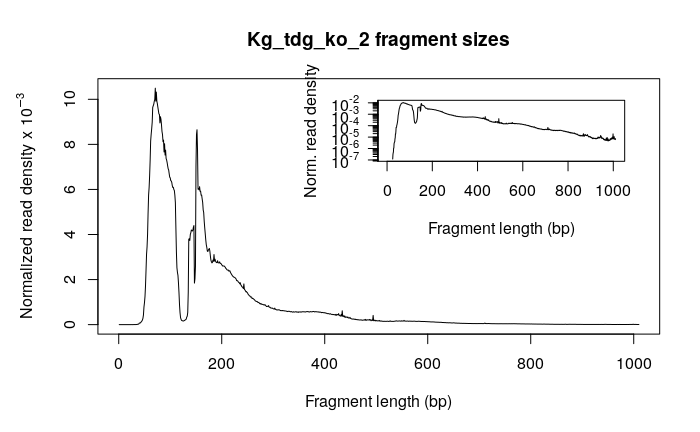 Kg_tdg_ko_2 fragment sizes
Normalized read density x 10⁻³
10
8
6
4
2
0
0 200 400 600 800 1000
Fragment length (bp)
Norm. read density
10⁻²
10⁻³
10⁻⁴
10⁻⁵
10⁻⁶
10⁻⁷
0 200 400 600 800 1000
Fragment length (bp)